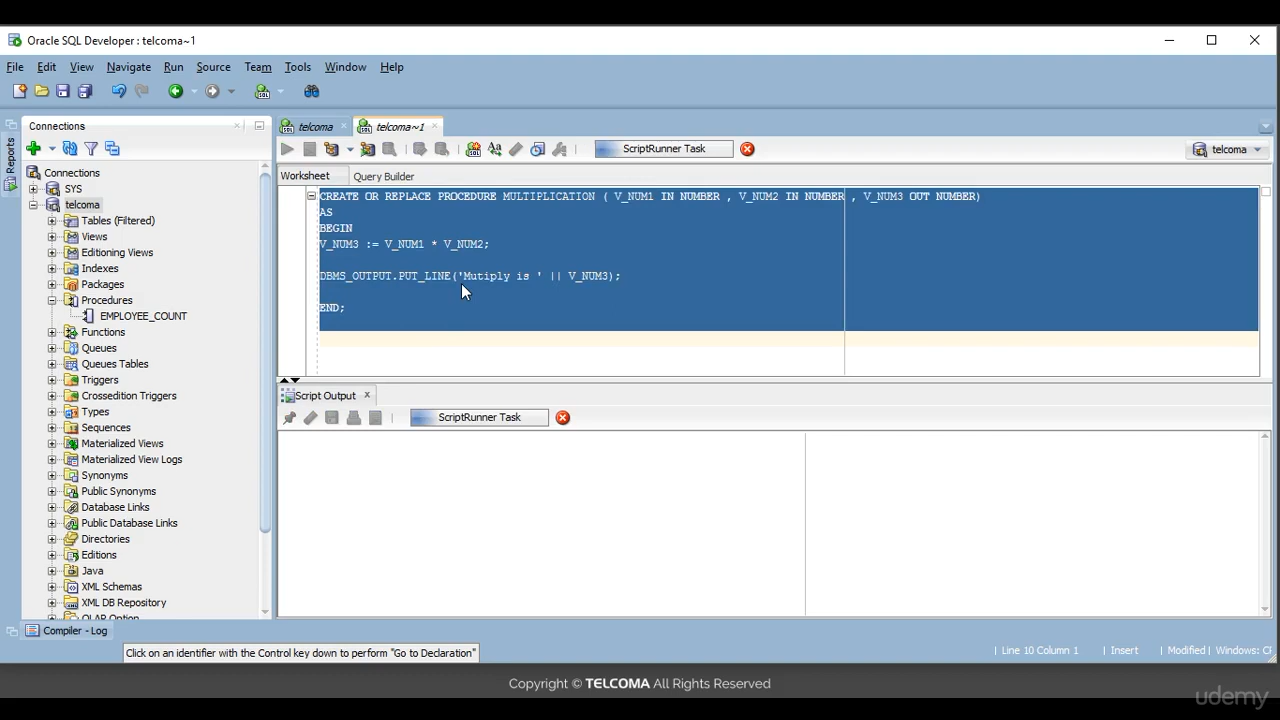 Oracle SQL Developer : telcoma~1
File Edit View Navigate Run Source Team Tools Window Help
Connections
telcoma
telcoma~1
Reports
ScriptRunner Task
telcoma
Worksheet
Query Builder
Connections
SYS
telcoma
Tables (Filtered)
Views
Editioning Views
Indexes
Packages
Procedures
EMPLOYEE_COUNT
Functions
Queues
Queues Tables
Triggers
Crossedition Triggers
Types
Sequences
Materialized Views
Materialized View Logs
Synonyms
Public Synonyms
Database Links
Public Database Links
Directories
Editions
Java
XML Schemas
XML DB Repository
OLAP Option
CREATE OR REPLACE PROCEDURE MULTIPLICATION ( V_NUM1 IN NUMBER , V_NUM2 IN NUMBER , V_NUM3 OUT NUMBER)
AS
BEGIN
V_NUM3 := V_NUM1 * V_NUM2;
DBMS_OUTPUT.PUT_LINE('Mutiply is ' || V_NUM3);
END;
Script Output
ScriptRunner Task
Compiler - Log
Click on an identifier with the Control key down to perform "Go to Declaration"
Line 10 Column 1
Insert
Modified
Windows:
Copyright © TELCOMA All Rights Reserved
udemy